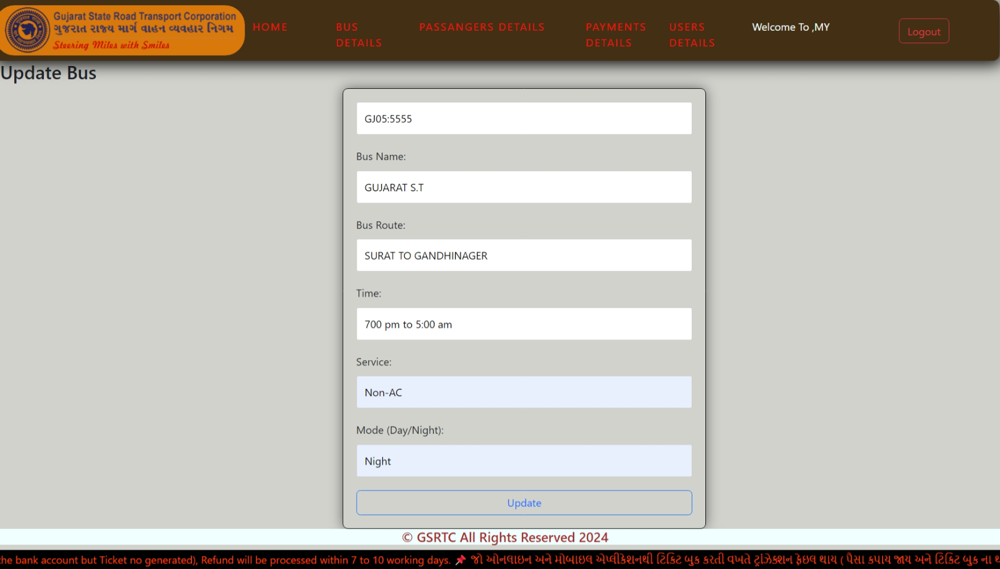 Gujarat State Road Transport Corporation
ગુજરાત રાજ્ય માર્ગ વાહન વ્યવહાર નિગમ
Steering Miles with Smiles
HOME
BUS
DETAILS
PASSANGERS DETAILS
PAYMENTS
DETAILS
USERS
DETAILS
Welcome To ,MY
Logout
Update Bus
GJ05:5555
Bus Name:
GUJARAT S.T
Bus Route:
SURAT TO GANDHINAGER
Time:
700 pm to 5:00 am
Service:
Non-AC
Mode (Day/Night):
Night
Update
© GSRTC All Rights Reserved 2024
the bank account but Ticket no generated), Refund will be processed within 7 to 10 working days. 📌 જો ઓનલાઇન અને મોબાઇલ એપ્લીકેશનથી ટિકિટ બુક કરતી વખતે ટ્રાંઝેક્શન ફેઇલ થાય ( પૈસા કપાય જાય અને ટિકિટ બુક ના